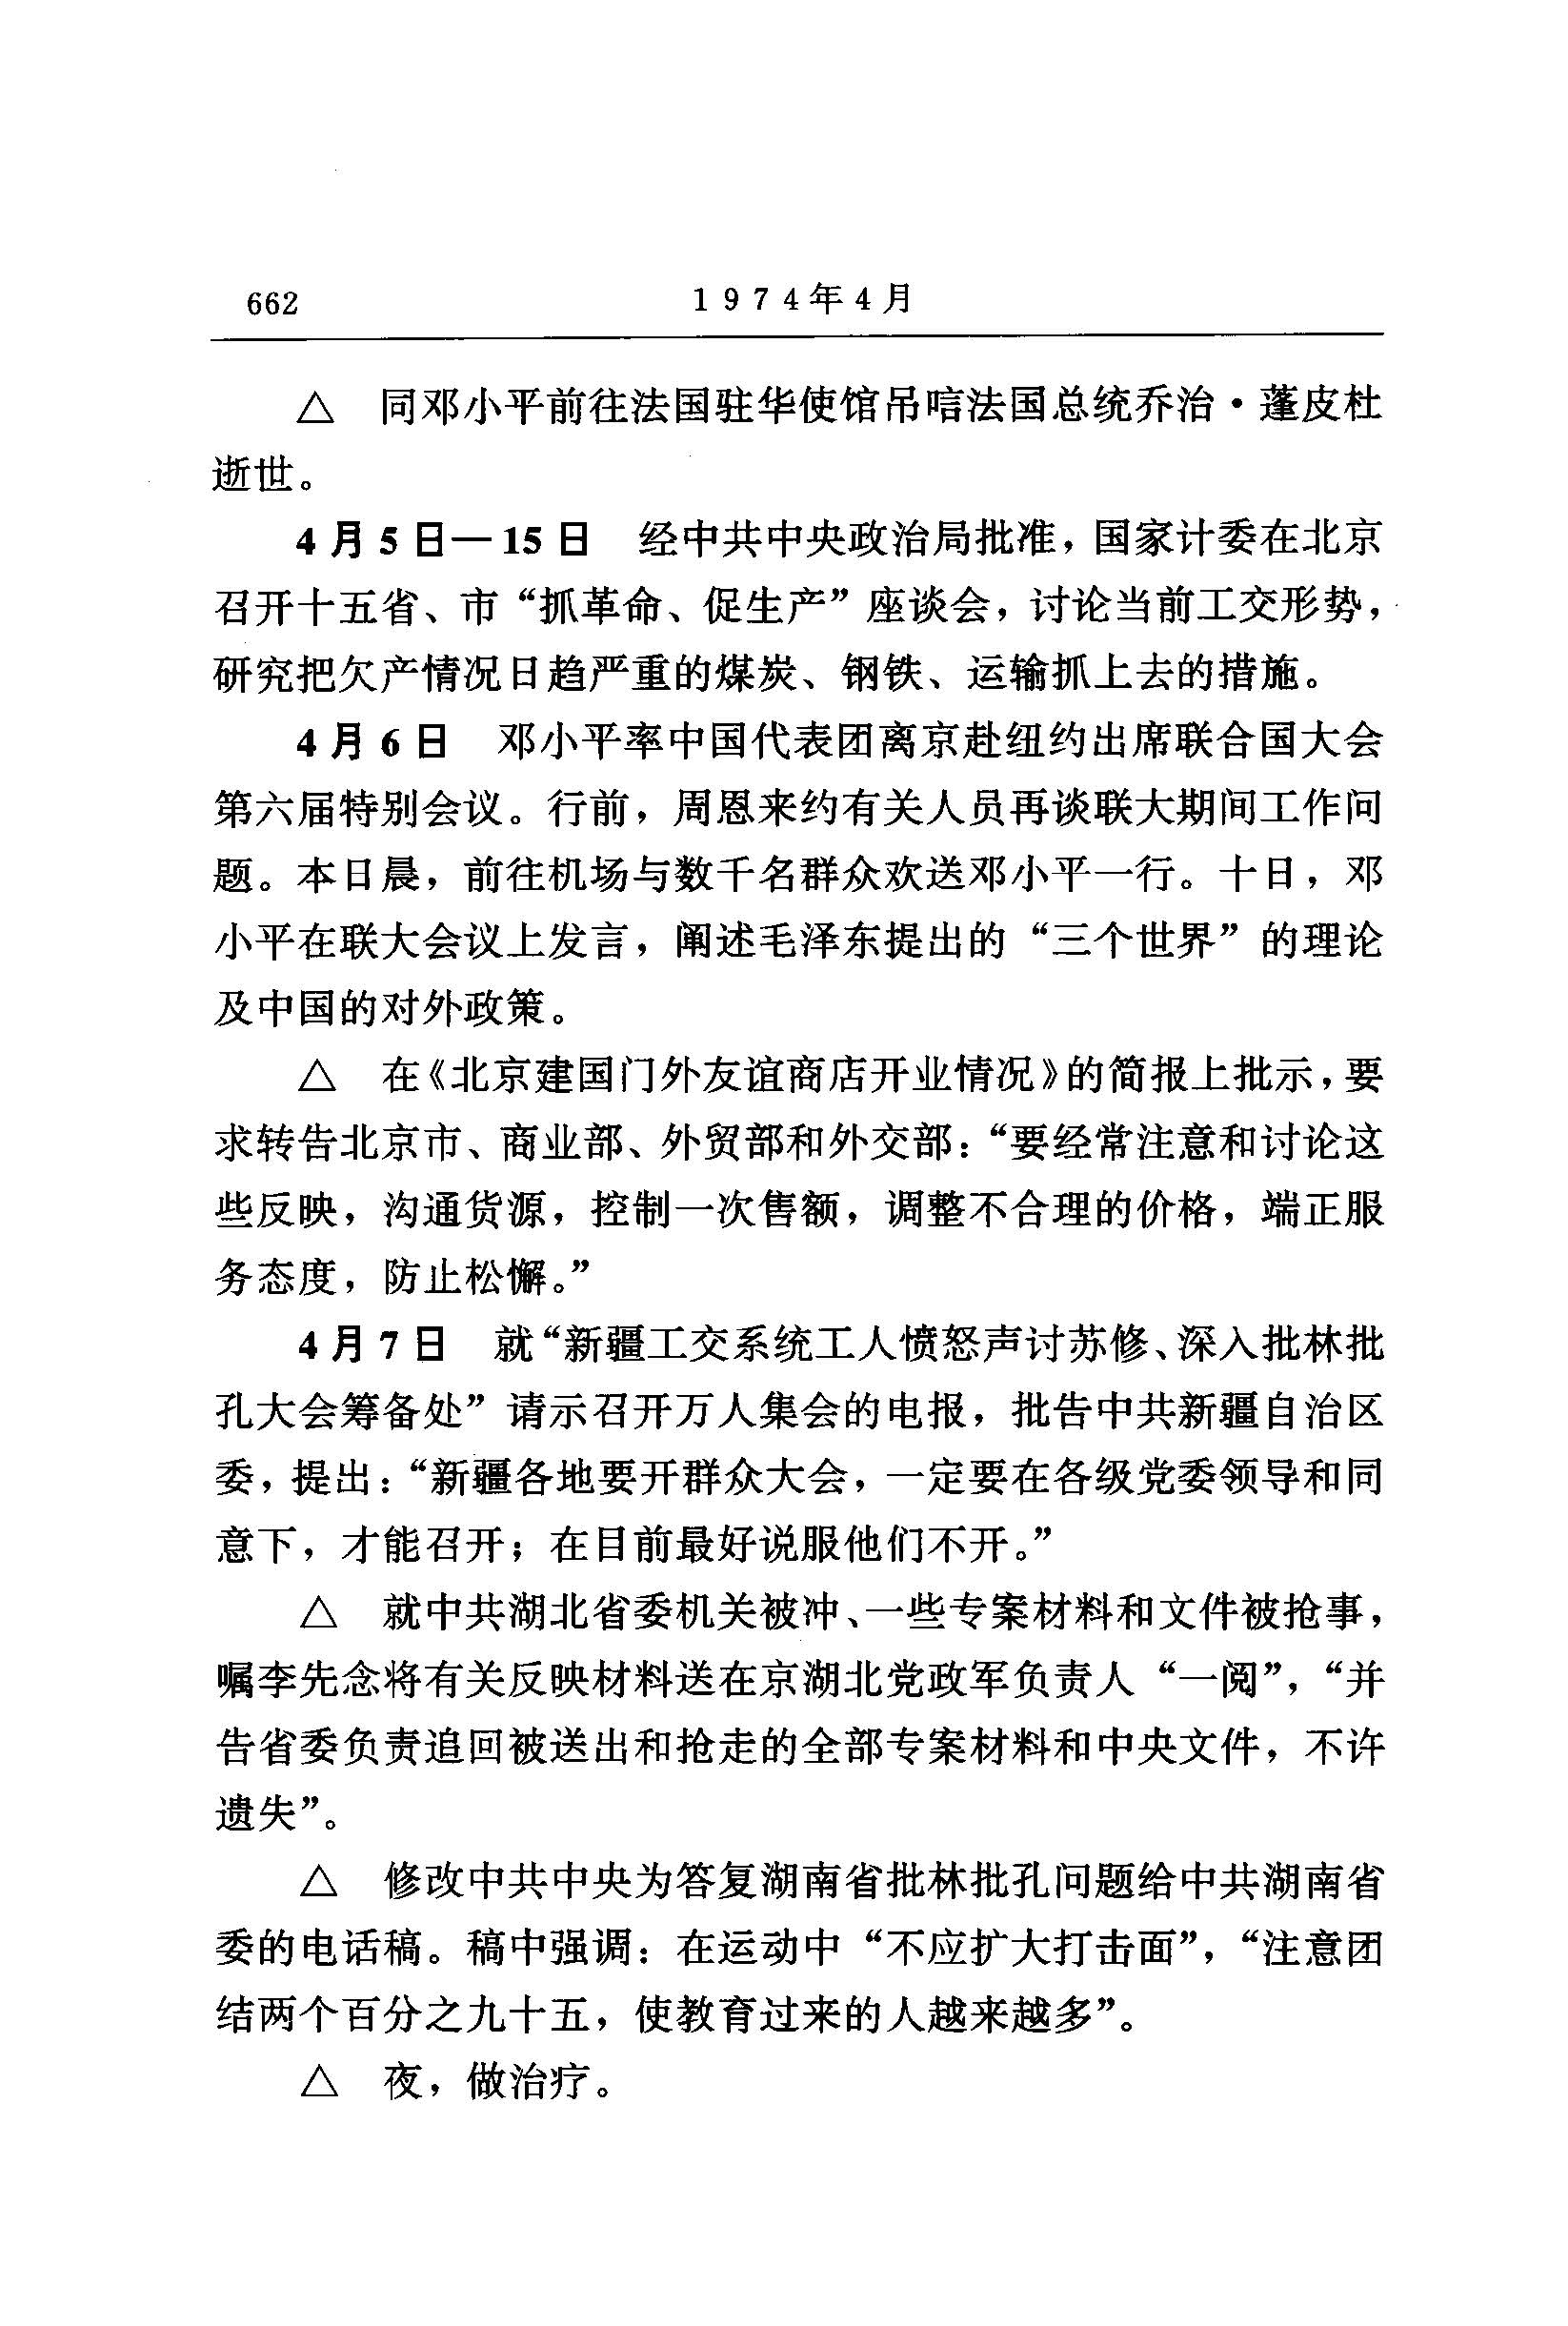 662
1974年4月
△ 同邓小平前往法国驻华使馆吊唁法国总统乔治·蓬皮杜
逝世。
4月5日—15日 经中共中央政治局批准，国家计委在北京
召开十五省、市“抓革命、促生产”座谈会，讨论当前工交形势，
研究把欠产情况日趋严重的煤炭、钢铁、运输抓上去的措施。
4月6日 邓小平率中国代表团离京赴纽约出席联合国大会
第六届特别会议。行前，周恩来约有关人员再谈联大期间工作问
题。本日晨，前往机场与数千名群众欢送邓小平一行。十日，邓
小平在联大会议上发言，阐述毛泽东提出的“三个世界”的理论
及中国的对外政策。
△ 在《北京建国门外友谊商店开业情况》的简报上批示，要
求转告北京市、商业部、外贸部和外交部：“要经常注意和讨论这
些反映，沟通货源，控制一次售额，调整不合理的价格，端正服
务态度，防止松懈。”
4月7日 就“新疆工交系统工人愤怒声讨苏修、深入批林批
孔大会筹备处”请示召开万人集会的电报，批告中共新疆自治区
委，提出：“新疆各地要开群众大会，一定要在各级党委领导和同
意下，才能召开；在目前最好说服他们不开。”
△ 就中共湖北省委机关被冲、一些专案材料和文件被抢事，
嘱李先念将有关反映材料送在京湖北党政军负责人“一阅”，“并
告省委负责追回被送出和抢走的全部专案材料和中央文件，不许
遗失”。
△ 修改中共中央为答复湖南省批林批孔问题给中共湖南省
委的电话稿。稿中强调：在运动中“不应扩大打击面”，“注意团
结两个百分之九十五，使教育过来的人越来越多”。
△ 夜，做治疗。